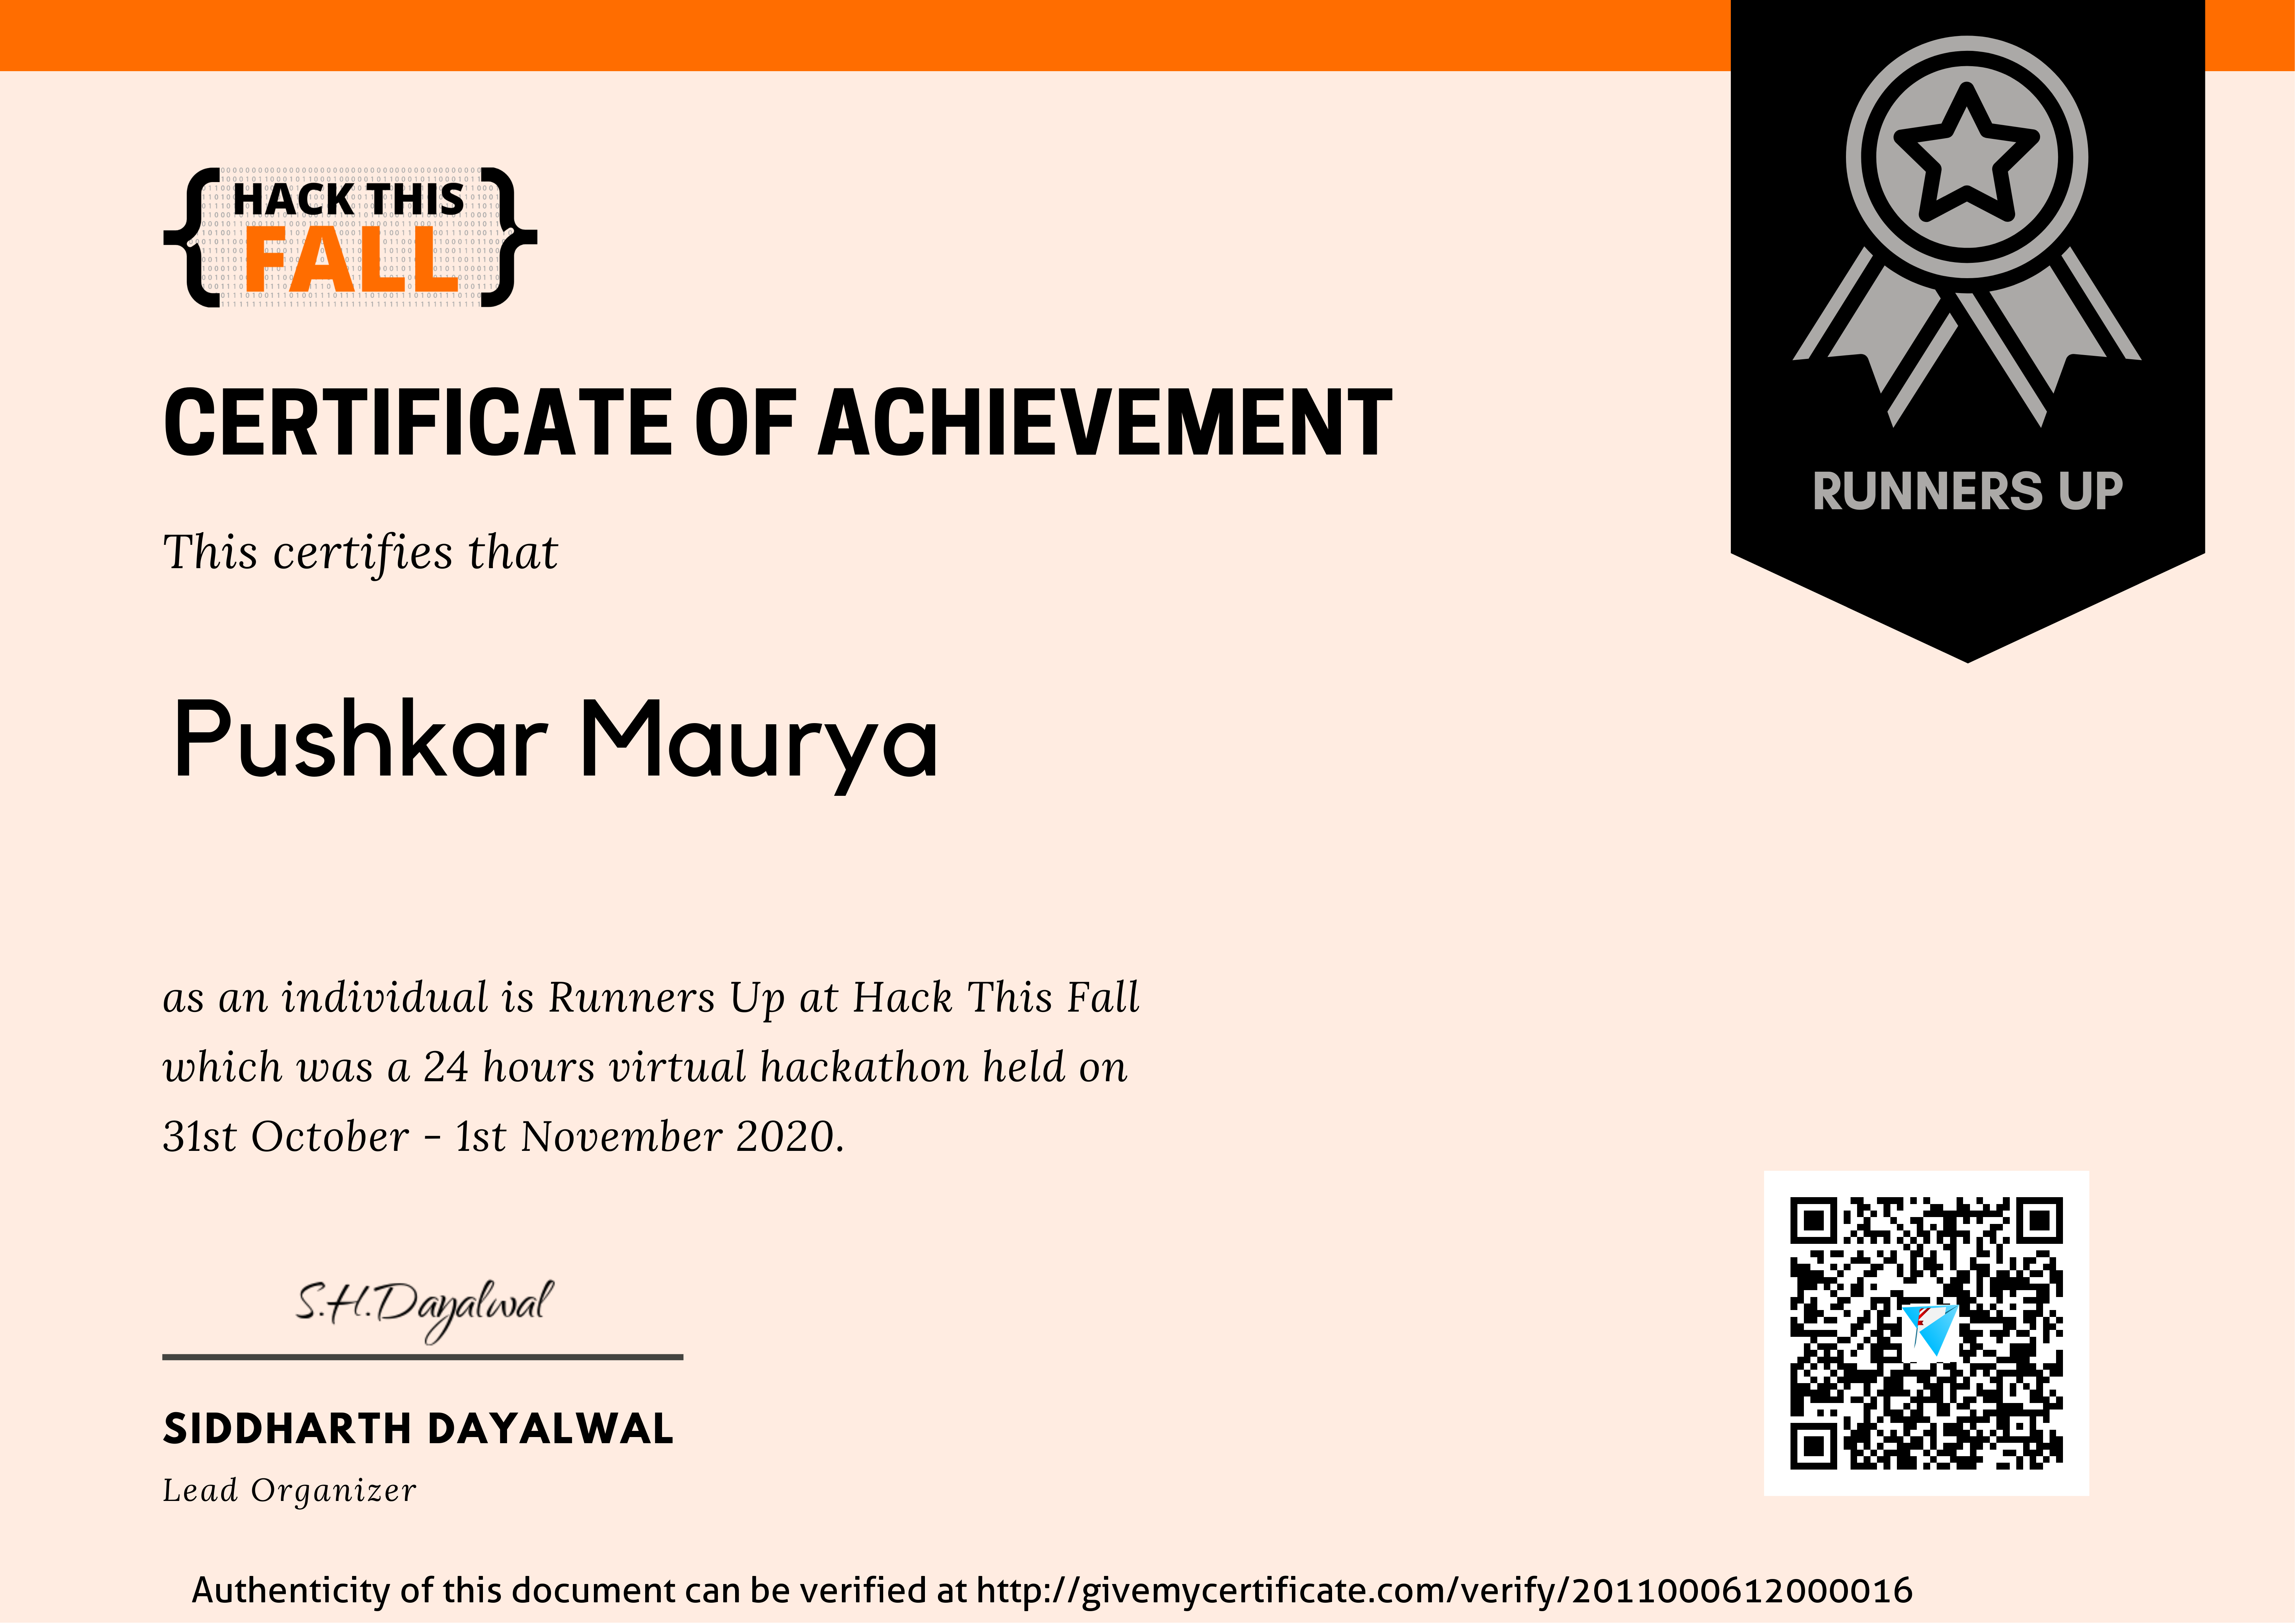 HACK THIS
FALL
RUNNERS UP
CERTIFICATE OF ACHIEVEMENT
This certifies that
Pushkar Maurya
as an individual is Runners Up at Hack This Fall
which was a 24 hours virtual hackathon held on
31st October - 1st November 2020.
S.H.Dayalwal
SIDDHARTH DAYALWAL
Lead Organizer
Authenticity of this document can be verified at http://givemycertificate.com/verify/2011000612000016